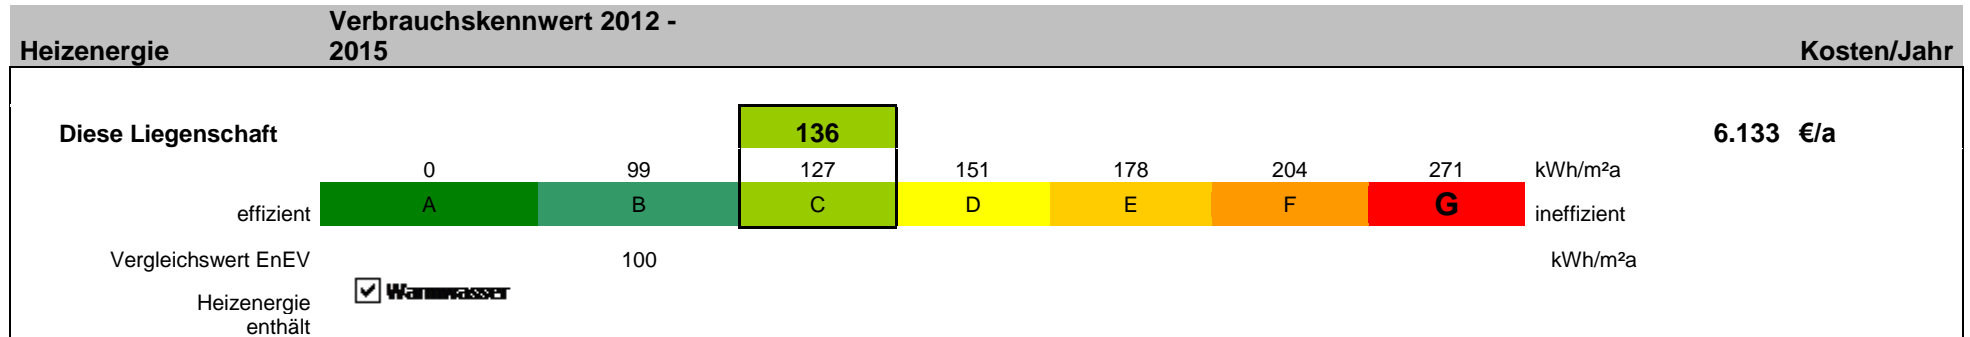 Heizenergie Verbrauchskennwert 2012 - 2015 Kosten/Jahr
Diese Liegenschaft 136 6.133 €/a
0 99 127 151 178 204 271 kWh/m²a
effizient A B C D E F G ineffizient
Vergleichswert EnEV 100 kWh/m²a
Heizenergie enthält Warmwasser